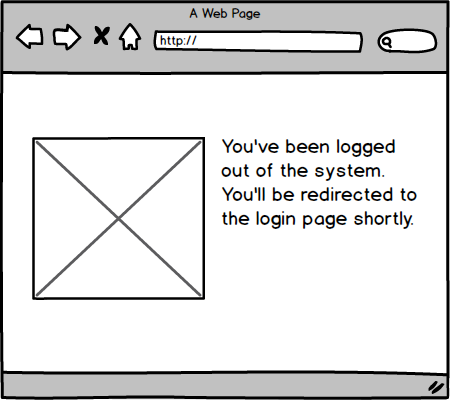 A Web Page
http://
You've been logged
out of the system.
You'll be redirected to
the login page shortly.